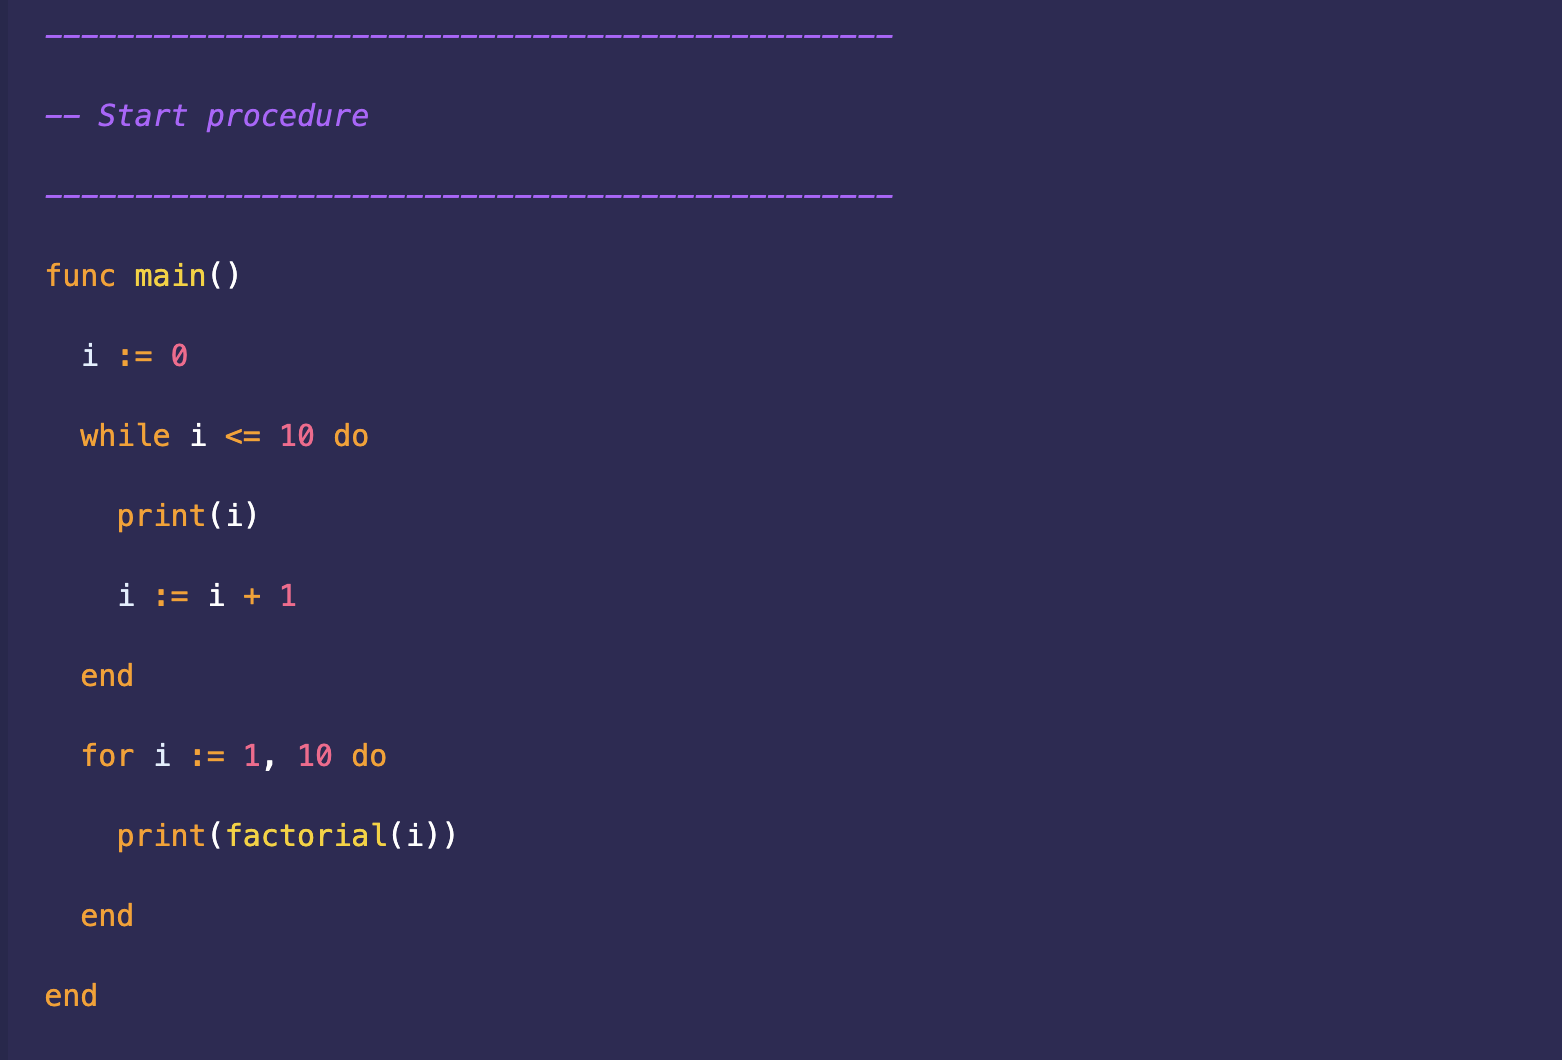 -----------------------------------------------
-- Start procedure
-----------------------------------------------
func main()
  i := 0
  while i <= 10 do
    print(i)
    i := i + 1
  end
  for i := 1, 10 do
    print(factorial(i))
  end
end